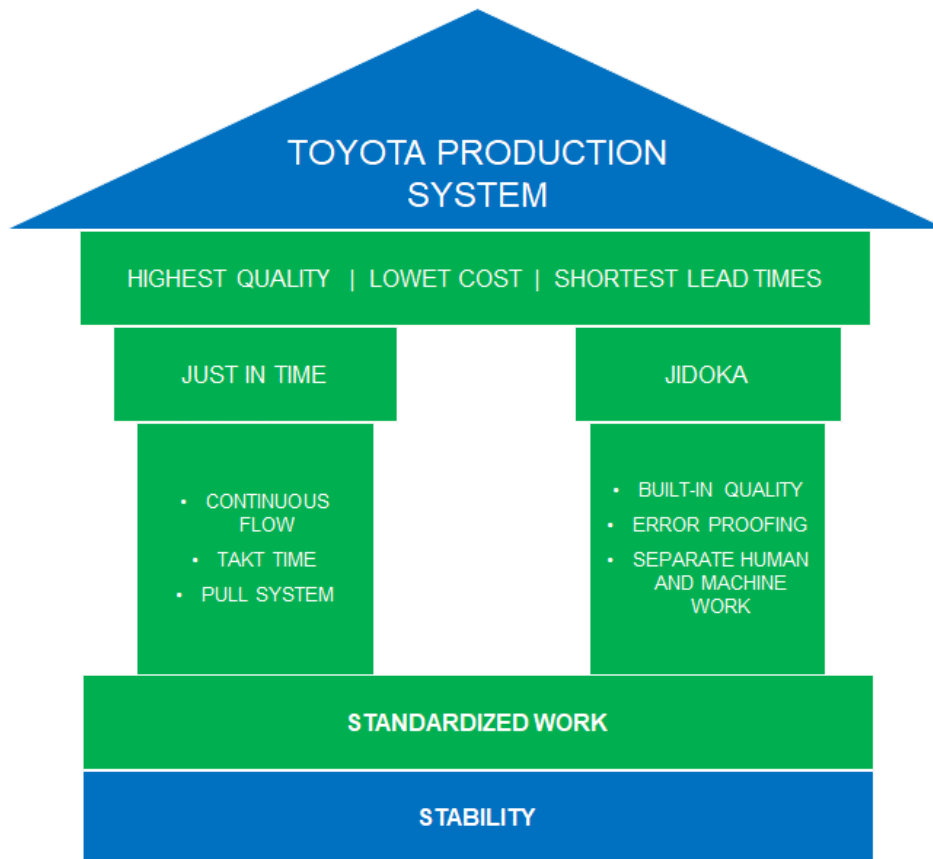 TOYOTA PRODUCTION
SYSTEM
HIGHEST QUALITY | LOWET COST | SHORTEST LEAD TIMES
JUST IN TIME
JIDOKA
• CONTINUOUS
FLOW
• TAKT TIME
• PULL SYSTEM
• BUILT-IN QUALITY
• ERROR PROOFING
• SEPARATE HUMAN
AND MACHINE
WORK
STANDARDIZED WORK
STABILITY